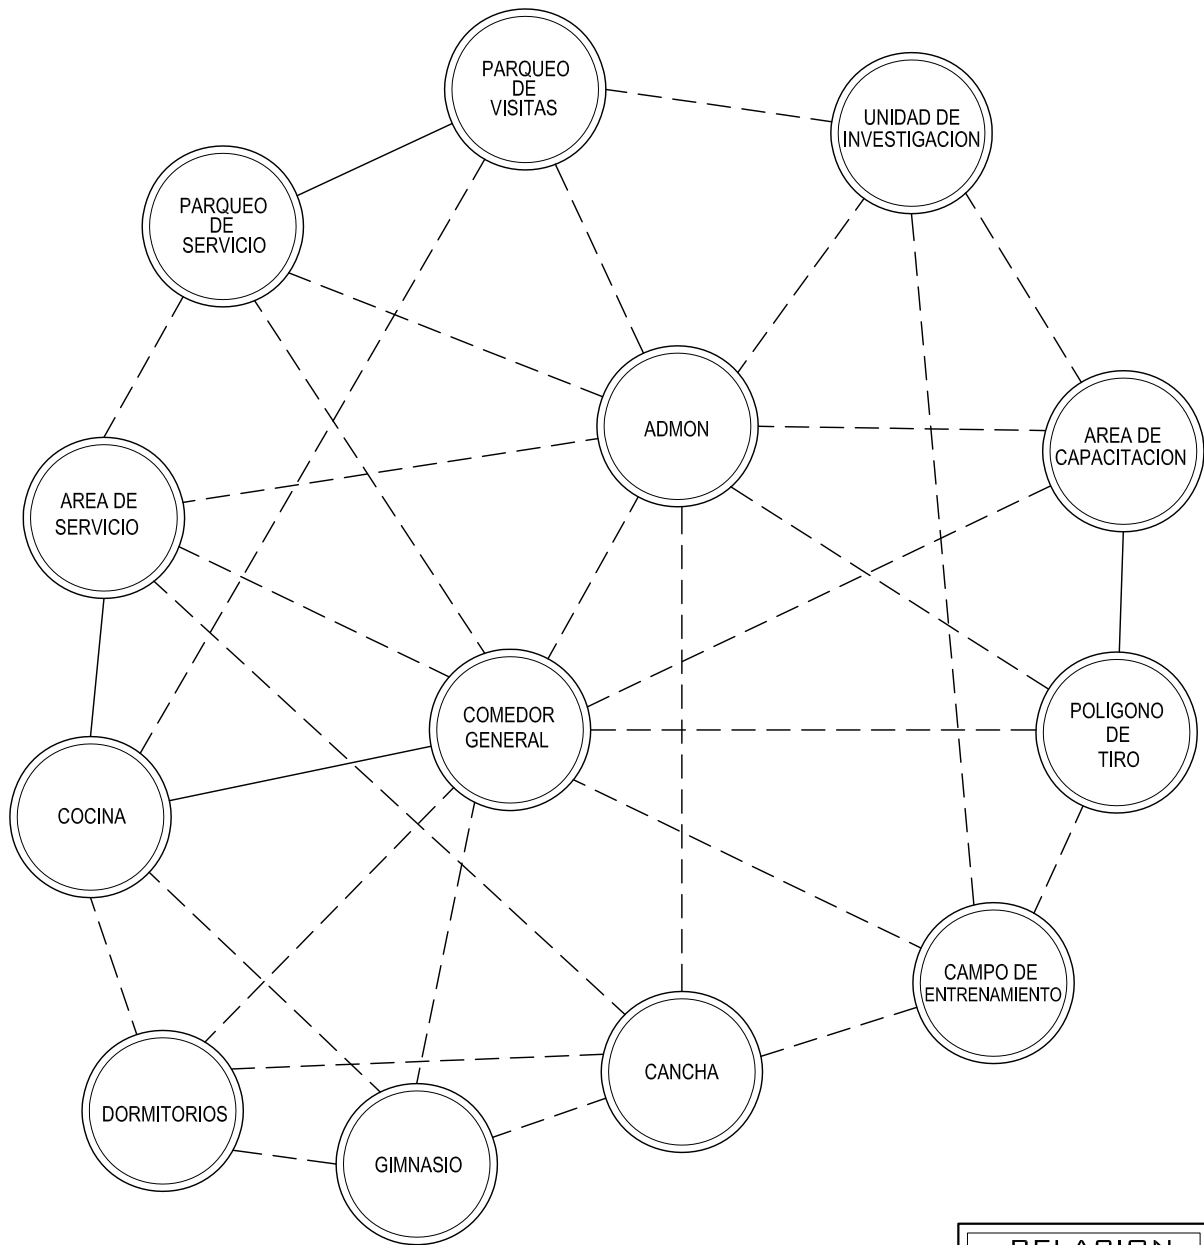 PARQUEO
DE
VISITAS
UNIDAD DE
INVESTIGACION
PARQUEO
DE
SERVICIO
ADMON
AREA DE
CAPACITACION
AREA DE
SERVICIO
COMEDOR
GENERAL
POLIGONO
DE
TIRO
COCINA
CAMPO DE
ENTRENAMIENTO
CANCHA
DORMITORIOS
GIMNASIO
RELACION